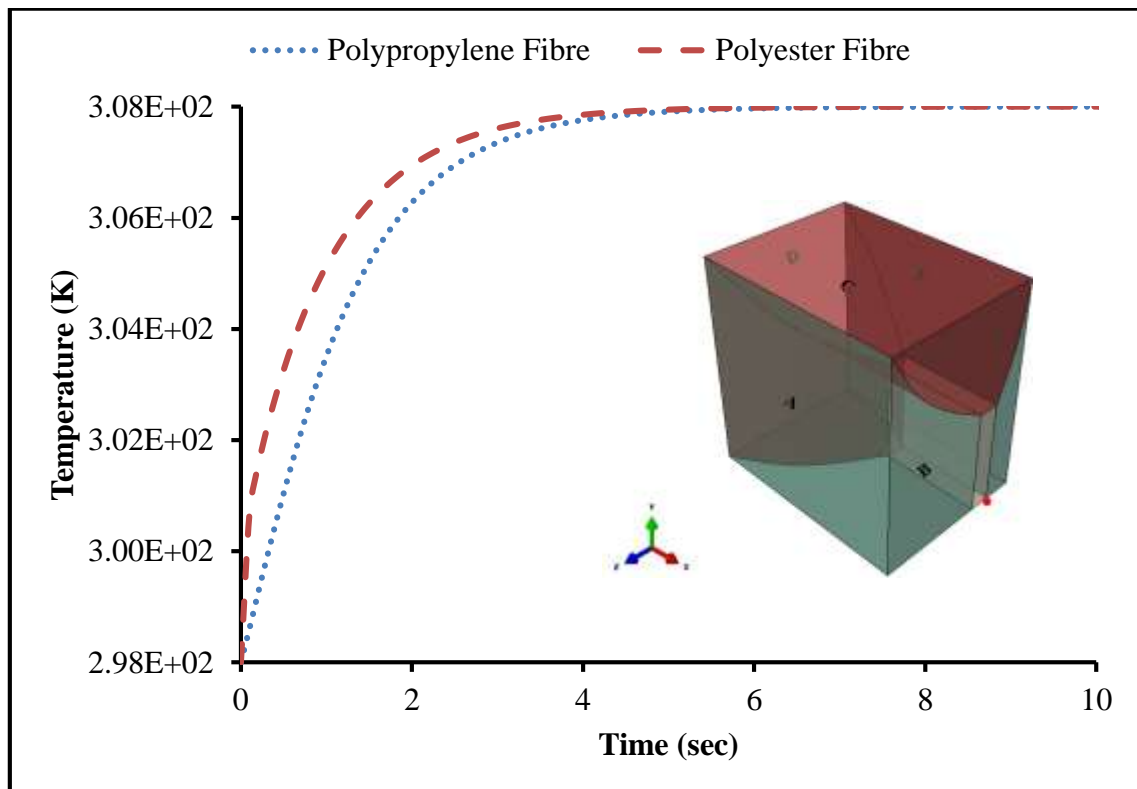 Polypropylene Fibre Polyester Fibre
3.08E+02
3.06E+02
3.04E+02
3.02E+02
3.00E+02
2.98E+02
Temperature (K)
C
B
Y
0 2 4 6 8 10
Time (sec)